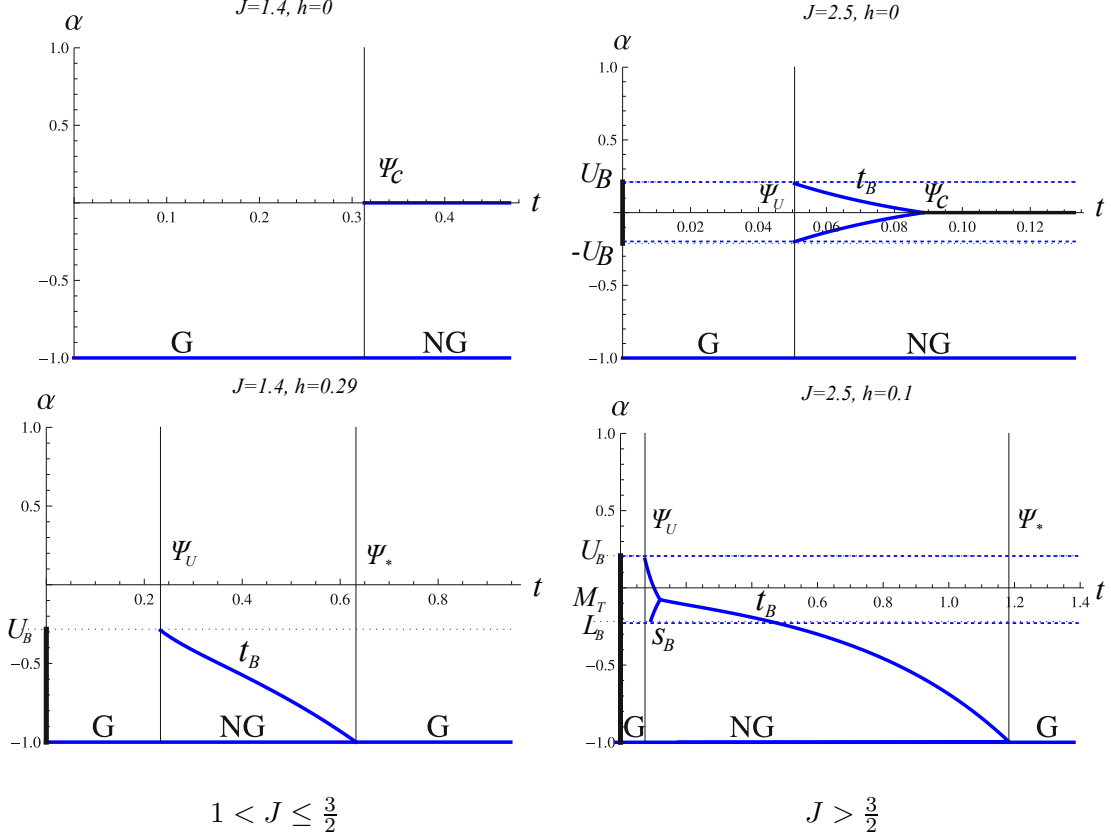 J=1.4, h=0
α
1.0
0.5
Ψ_C
0.1 0.2 0.3 0.4 t
−0.5
G NG
−1.0
J=2.5, h=0
α
1.0
0.5
U_B t_B
Ψ_U Ψ_C
0.02 0.04 0.06 0.08 0.10 0.12 t
-U_B
−0.5
G NG
−1.0
J=1.4, h=0.29
α
1.0
0.5
Ψ_U Ψ_*
0.2 0.4 0.6 0.8 t
U_B
−0.5 t_B
G NG G
−1.0
J=2.5, h=0.1
α
1.0
0.5
Ψ_U Ψ_*
U_B
M_T t_B 0.6 0.8 1.0 1.2 1.4 t
L_B s_B
−0.5
G NG G
−1.0
1 < J ≤ 3/2
J > 3/2